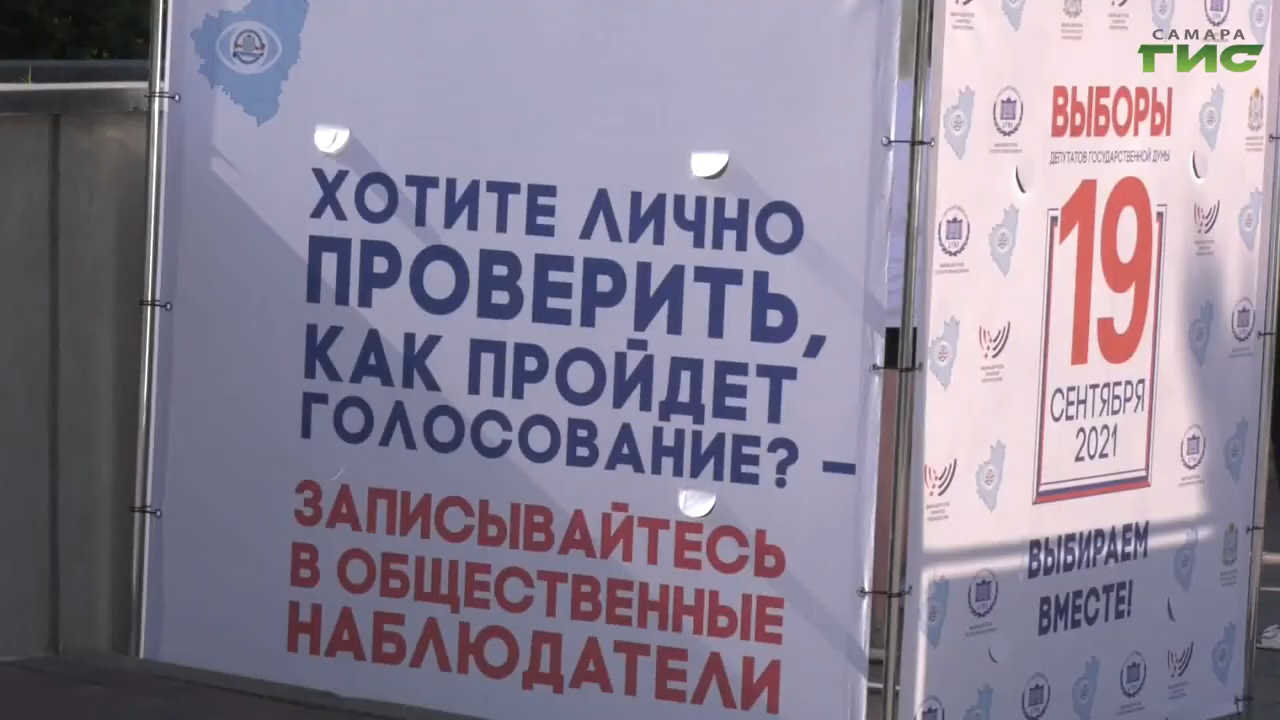 ХОТИТЕ ЛИЧНО
ПРОВЕРИТЬ,
КАК ПРОЙДЕТ
ГОЛОСОВАНИЕ? –
ЗАПИСЫВАЙТЕСЬ
В ОБЩЕСТВЕННЫЕ
НАБЛЮДАТЕЛИ
САМАРА
ГИС
ВЫБОРЫ
ДЕПУТАТОВ ГОСУДАРСТВЕННОЙ ДУМЫ
19
СЕНТЯБРЯ
2021
ВЫБИРАЕМ
ВМЕСТЕ!